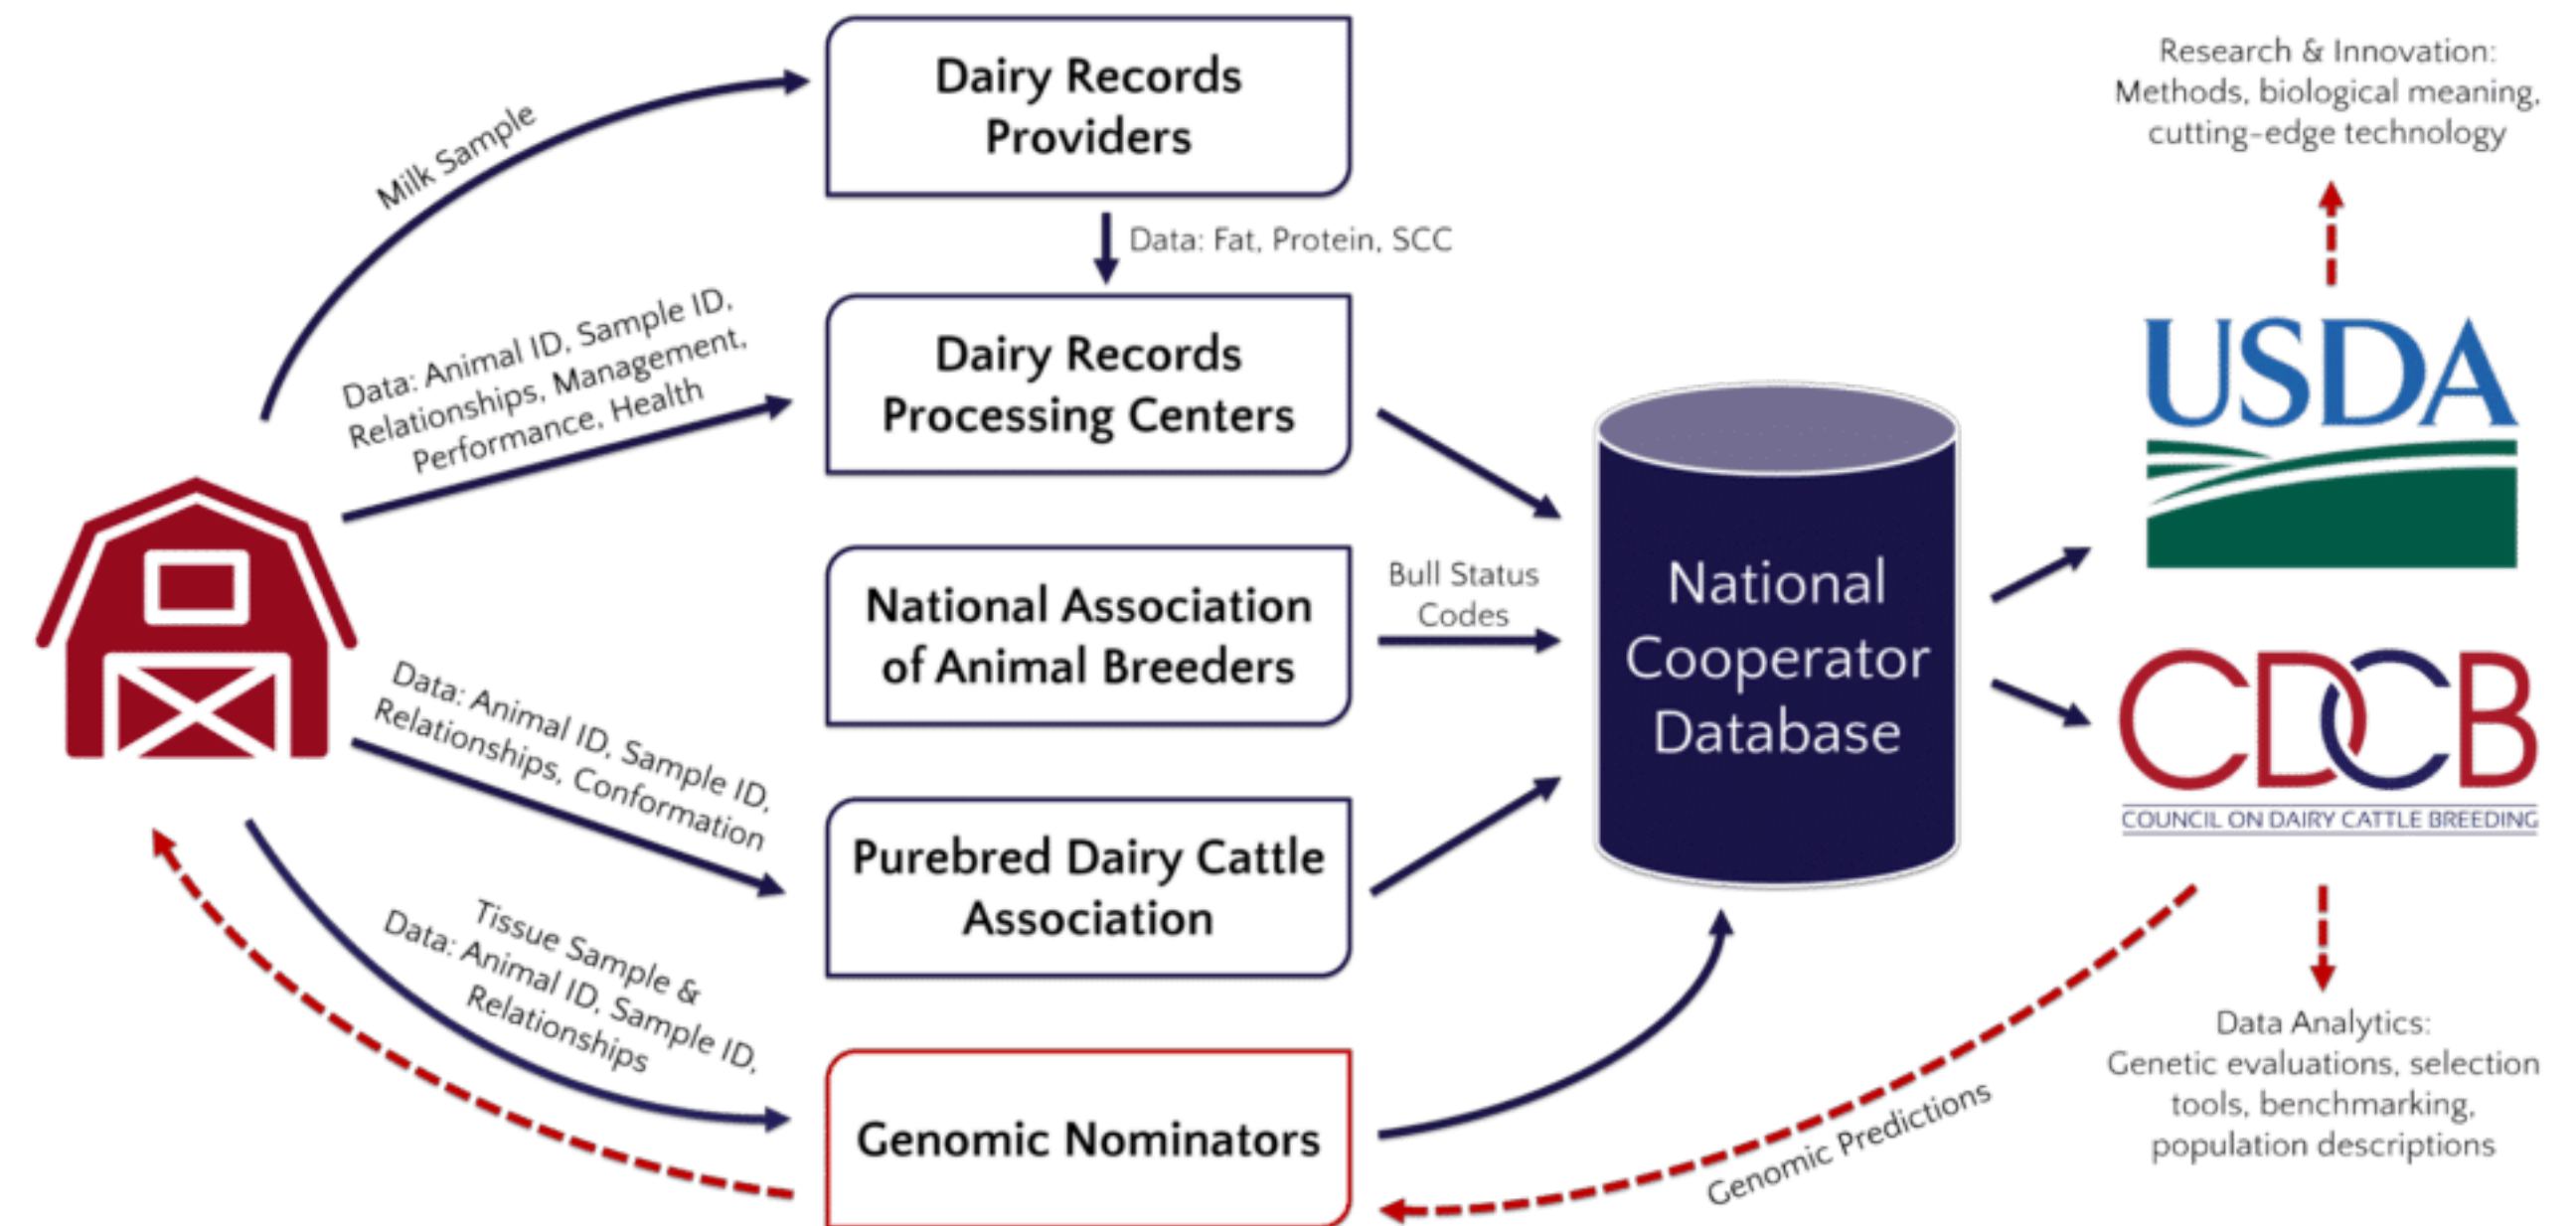 Dairy Records
Providers
Milk Sample
Data: Fat, Protein, SCC
Data: Animal ID, Sample ID,
Relationships, Management,
Performance, Health
Dairy Records
Processing Centers
National Association
of Animal Breeders
Bull Status
Codes
Data: Animal ID, Sample ID,
Relationships, Conformation
Purebred Dairy Cattle
Association
Tissue Sample &
Data: Animal ID, Sample ID,
Relationships
Genomic Nominators
National
Cooperator
Database
Research & Innovation:
Methods, biological meaning,
cutting-edge technology
USDA
CDCB
COUNCIL ON DAIRY CATTLE BREEDING
Genomic Predictions
Data Analytics:
Genetic evaluations, selection
tools, benchmarking,
population descriptions